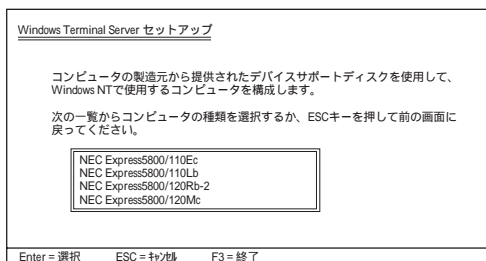 Windows Terminal Server セットアップ
コンピュータの製造元から提供されたデバイスサポートディスクを使用して、
Windows NTで使用するコンピュータを構成します。
次の一覧からコンピュータの種類を選択するか、ESCキーを押して前の画面に
戻ってください。
NEC Express5800/110Ec
NEC Express5800/110Lb
NEC Express5800/120Rb-2
NEC Express5800/120Mc
Enter = 選択 ESC = ｷｬﾝｾﾙ F3 = 終了